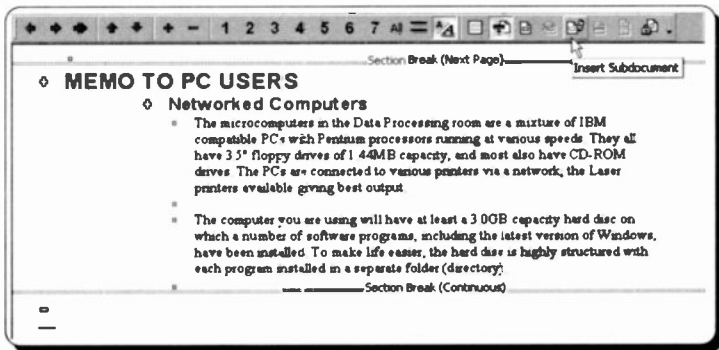 1 2 3 4 5 6 7 All
Section Break (Next Page)
Insert Subdocument
MEMO TO PC USERS
Networked Computers
The microcomputers in the Data Processing room are a mixture of IBM
compatible PCs with Pentium processors running at various speeds. They all
have 3.5" floppy drives of 1.44MB capacity, and most also have CD-ROM
drives. The PCs are connected to various printers via a network, the Laser
printers available giving best output
The computer you are using will have at least a 3.0GB capacity hard disc on
which a number of software programs, including the latest version of Windows,
have been installed. To make life easier, the hard disc is highly structured with
each program installed in a separate folder (directory).
Section Break (Continuous)